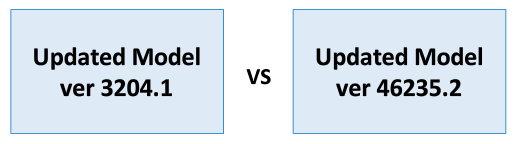 Updated Model
ver 3204.1
VS
Updated Model
ver 46235.2